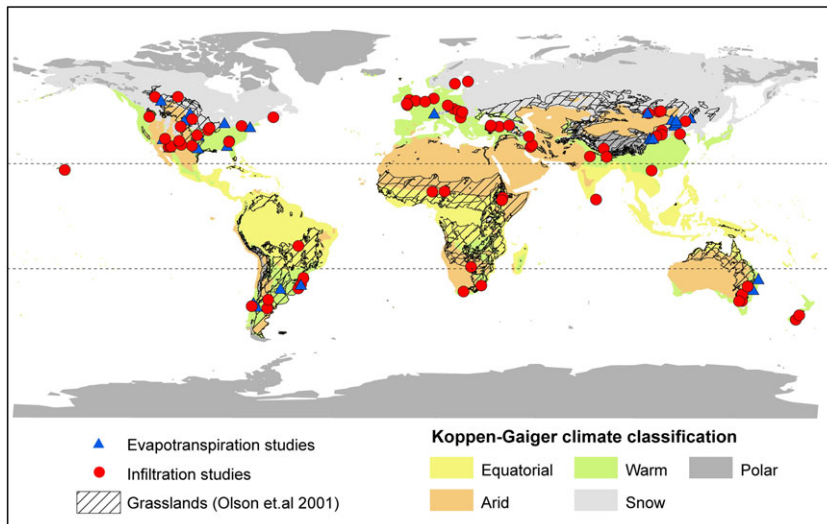 Evapotranspiration studies
Infiltration studies
Grasslands (Olson et.al 2001)
Koppen-Gaiger climate classification
Equatorial
Warm
Polar
Arid
Snow